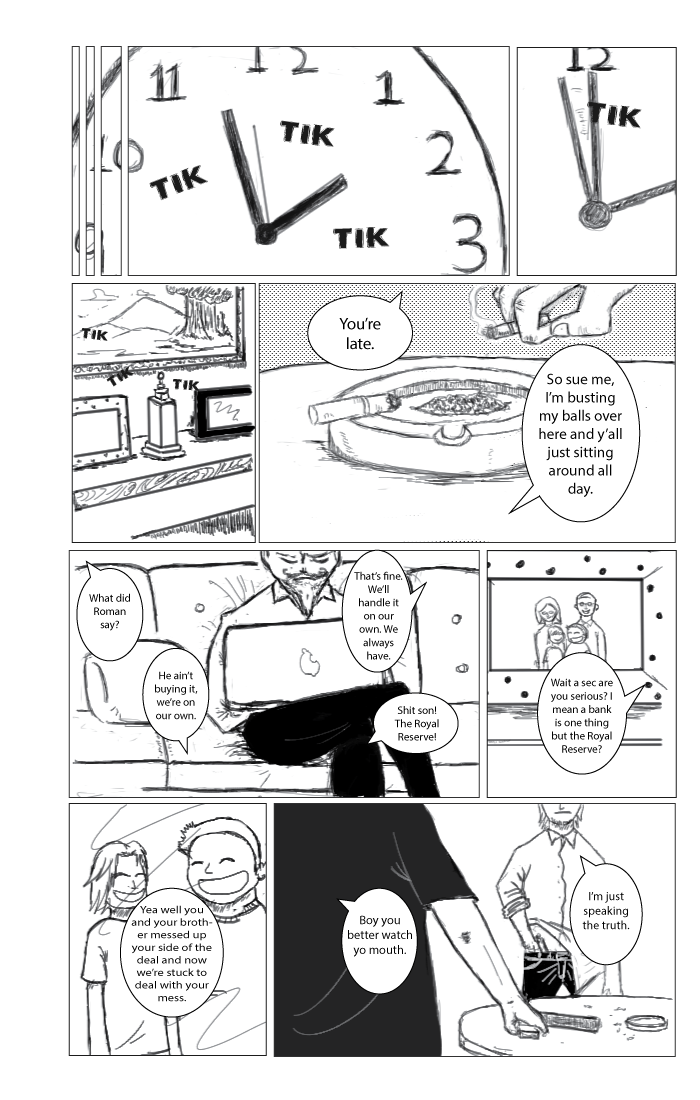 11
12
1
2
3
10
9
TIK
TIK
TIK
12
TIK
TIK
TIK
TIK
You're
late.
So sue me,
I'm busting
my balls over
here and y'all
just sitting
around all
day.
What did
Roman
say?
That's fine.
We'll
handle it
on our
own. We
always
have.
He ain't
buying it,
we're on
our own.
Shit son!
The Royal
Reserve!
Wait a sec are
you serious? I
mean a bank
is one thing
but the Royal
Reserve?
Yea well you
and your broth-
er messed up
your side of the
deal and now
we're stuck to
deal with your
mess.
Boy you
better watch
yo mouth.
I'm just
speaking
the truth.